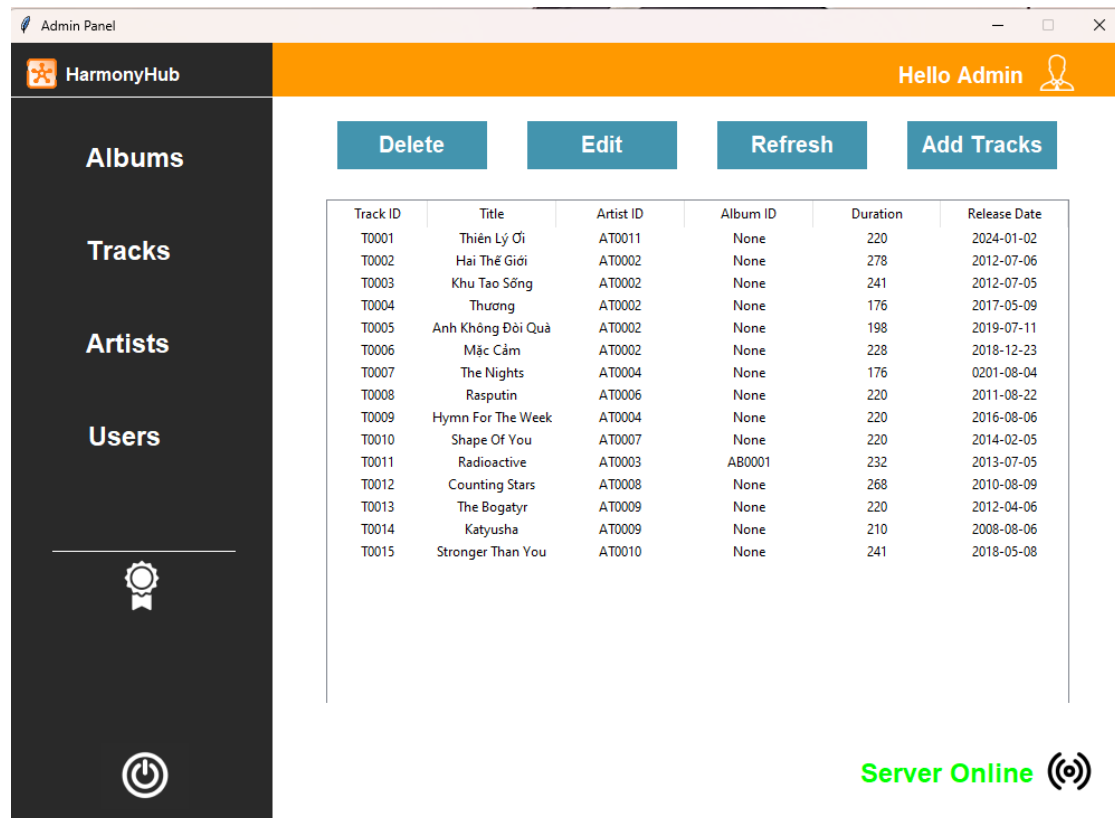 Admin Panel
HarmonyHub
Hello Admin
Albums
Tracks
Artists
Users
Delete Edit Refresh Add Tracks
Track ID Title Artist ID Album ID Duration Release Date
T0001 Thiên Lý Ơi AT0011 None 220 2024-01-02
T0002 Hai Thế Giới AT0002 None 278 2012-07-06
T0003 Khu Tao Sống AT0002 None 241 2012-07-05
T0004 Thương AT0002 None 176 2017-05-09
T0005 Anh Không Đòi Quà AT0002 None 198 2019-07-11
T0006 Mặc Cảm AT0002 None 228 2018-12-23
T0007 The Nights AT0004 None 176 0201-08-04
T0008 Rasputin AT0006 None 220 2011-08-22
T0009 Hymn For The Week AT0004 None 220 2016-08-06
T0010 Shape Of You AT0007 None 220 2014-02-05
T0011 Radioactive AT0003 AB0001 232 2013-07-05
T0012 Counting Stars AT0008 None 268 2010-08-09
T0013 The Bogatyr AT0009 None 220 2012-04-06
T0014 Katyusha AT0009 None 210 2008-08-06
T0015 Stronger Than You AT0010 None 241 2018-05-08
Server Online